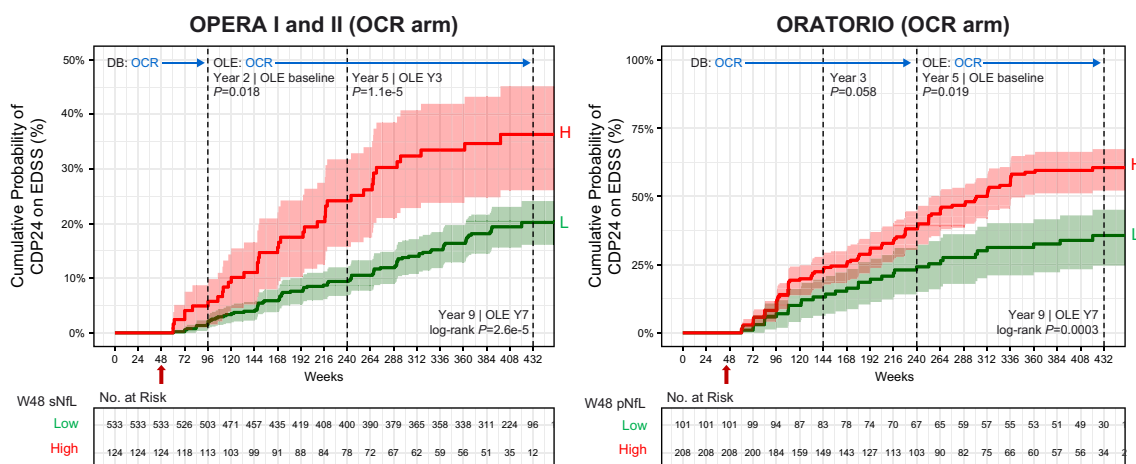 OPERA I and II (OCR arm)
Cumulative Probability of
CDP24 on EDSS (%)
50%
40%
30%
20%
10%
0%
DB: OCR
OLE: OCR
Year 2 | OLE baseline
P=0.018
Year 5 | OLE Y3
P=1.1e-5
H
L
Year 9 | OLE Y7
log-rank P=2.6e-5
0 24 48 72 96 120 144 168 192 216 240 264 288 312 336 360 384 408 432
Weeks
W48 sNfL
No. at Risk
Low 533 533 533 526 503 471 457 435 419 408 400 390 379 365 358 338 311 224 96
High 124 124 124 118 113 103 99 91 88 84 78 72 67 62 59 56 51 35 12
ORATORIO (OCR arm)
Cumulative Probability of
CDP24 on EDSS (%)
100%
75%
50%
25%
0%
DB: OCR
OLE: OCR
Year 3
P=0.058
Year 5 | OLE baseline
P=0.019
Year 9 | OLE Y7
log-rank P=0.0003
0 24 48 72 96 120 144 168 192 216 240 264 288 312 336 360 384 408 432
Weeks
W48 pNfL
No. at Risk
Low 101 101 101 99 94 87 83 78 74 70 67 65 59 57 55 53 51 49 30
High 208 208 208 200 184 159 149 143 127 113 103 90 82 75 66 60 57 56 34